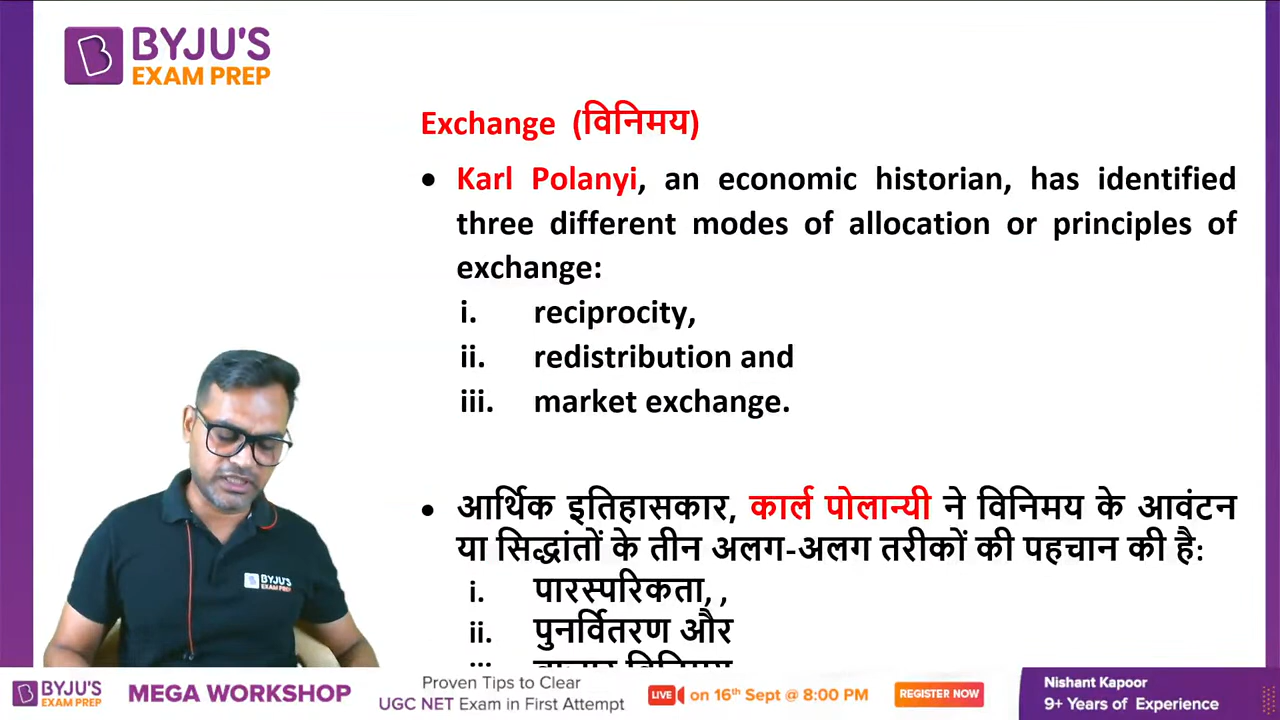 BYJU'S
EXAM PREP
Exchange (विनिमय)
• Karl Polanyi, an economic historian, has identified
three different modes of allocation or principles of
exchange:
i. reciprocity,
ii. redistribution and
iii. market exchange.
• आर्थिक इतिहासकार, कार्ल पोलान्यी ने विनिमय के आवंटन
या सिद्धांतों के तीन अलग-अलग तरीकों की पहचान की है:
i. पारस्परिकता, ,
ii. पुनर्वितरण और
BYJU'S
EXAM PREP
BYJU'S
EXAM PREP
MEGA WORKSHOP
Proven Tips to Clear
UGC NET Exam in First Attempt
LIVE on 16th Sept @ 8:00 PM
REGISTER NOW
Nishant Kapoor
9+ Years of Experience